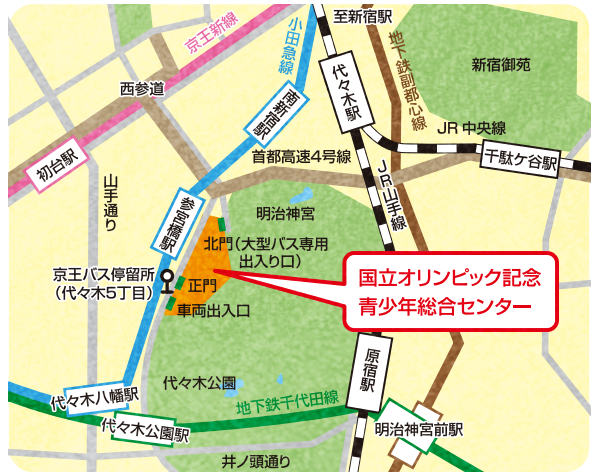 至新宿駅
京王新線
小田急線
地下鉄副都心線
新宿御苑
西参道
南新宿駅
代々木駅
JR中央線
千駄ケ谷駅
初台駅
首都高速4号線
山手通り
JR山手線
参宮橋駅
明治神宮
北門(大型バス専用
出入り口)
京王バス停留所
(代々木5丁目)
正門
車両出入口
国立オリンピック記念
青少年総合センター
原宿駅
代々木公園
代々木八幡駅
地下鉄千代田線
代々木公園駅
明治神宮前駅
井ノ頭通り